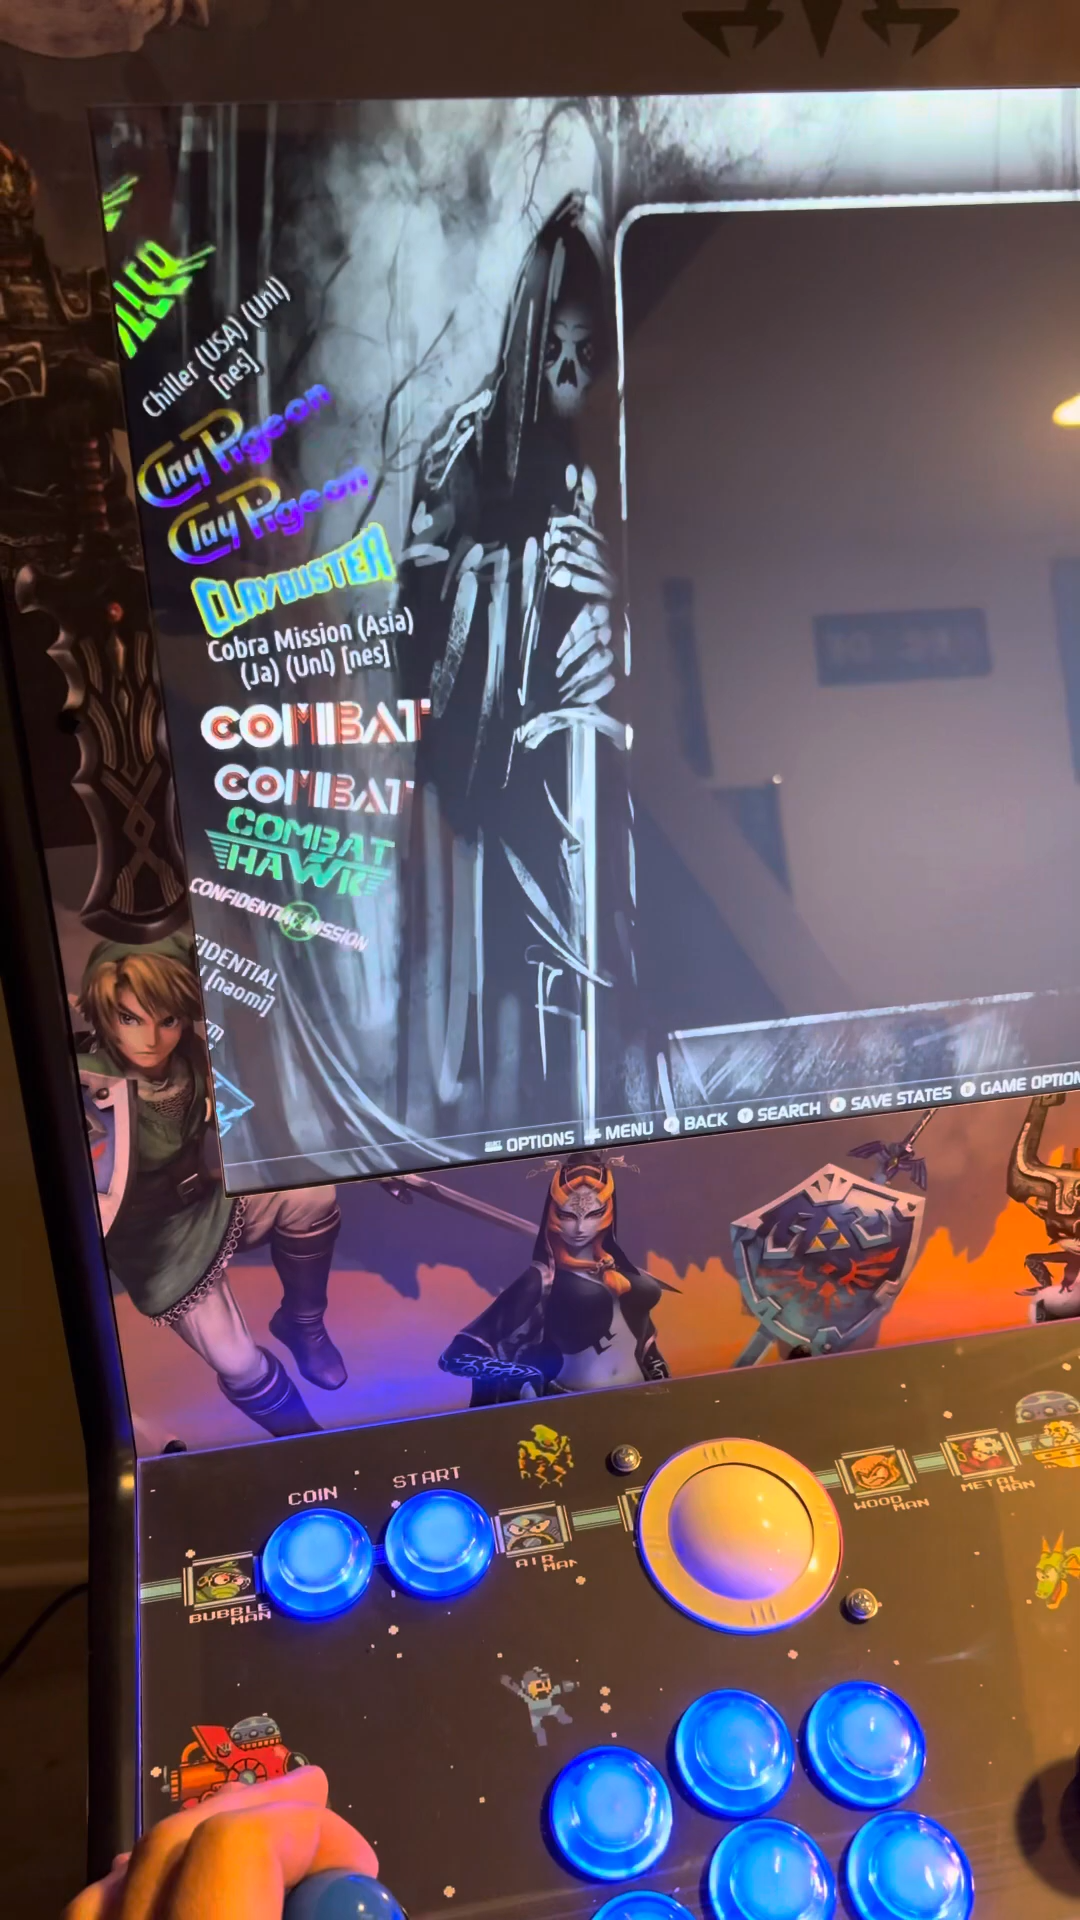 Chiller (USA) (Unl)
[nes]
Clay Pigeon
Clay Pigeon
CLAYBUSTER
Cobra Mission (Asia)
(Ja) (Unl) [nes]
COMBAT
COMBAT
COMBAT
HAWK
CONFIDENTIAL MISSION
IDENTIAL
[naomi]
OPTIONS MENU BACK SEARCH SAVE STATES GAME OPTION
COIN
START
BUBBLE
MAN
AIR
MAN
WOOD
MAN
METAL
MAN